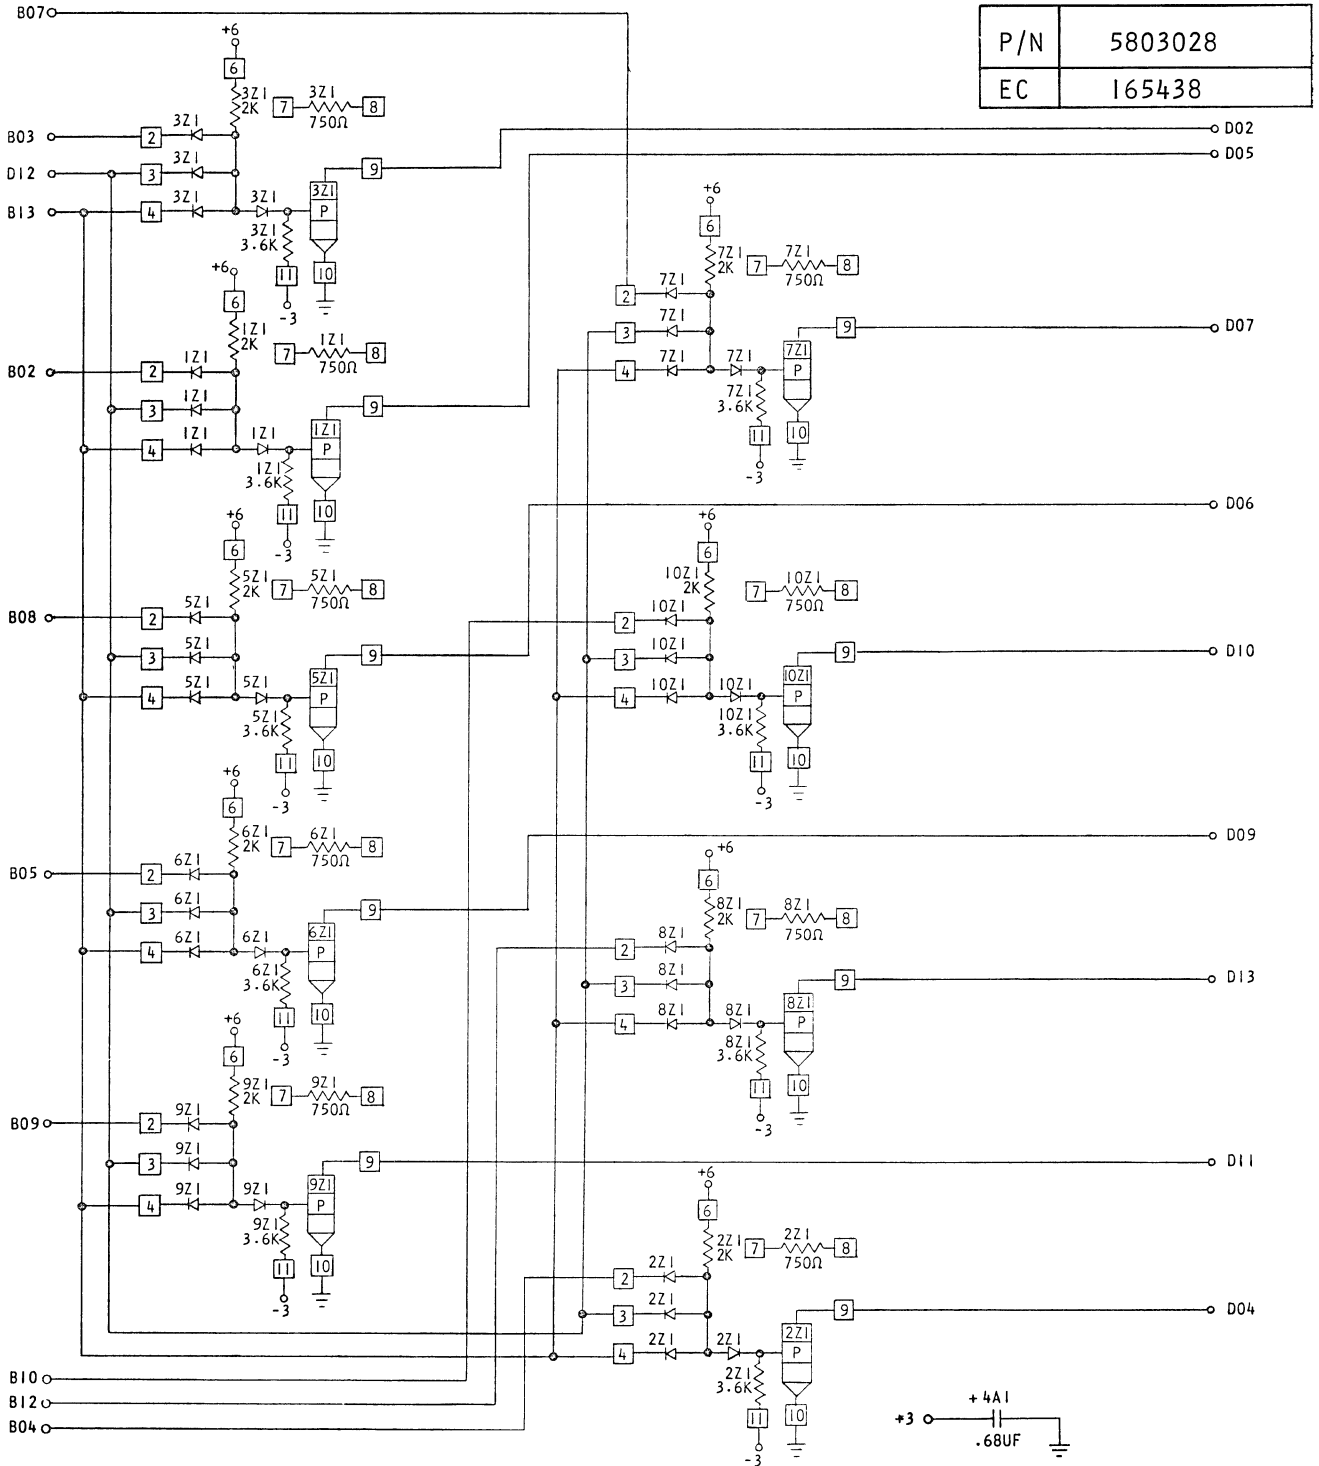 B07
P/N 5803028
EC 165438
+6
6
3Z1
2K
7 3Z1 8
750Ω
B03 2 3Z1
D02
D12 3 3Z1
9
D05
B13 4 3Z1
3Z1
3Z1
P
3Z1
3.6K
11
10
-3
+6
6
1Z1
2K
7 1Z1 8
750Ω
B02 2 1Z1
3 1Z1
9
4 1Z1
1Z1
1Z1
P
1Z1
3.6K
11
10
-3
+6
6
5Z1
2K
7 5Z1 8
750Ω
B08 2 5Z1
3 5Z1
9
4 5Z1
5Z1
5Z1
P
5Z1
3.6K
11
10
-3
+6
6
6Z1
2K
7 6Z1 8
750Ω
B05 2 6Z1
3 6Z1
9
4 6Z1
6Z1
6Z1
P
6Z1
3.6K
11
10
-3
+6
6
9Z1
2K
7 9Z1 8
750Ω
B09 2 9Z1
3 9Z1
9
4 9Z1
9Z1
9Z1
P
9Z1
3.6K
11
10
-3
B10
B12
B04
+6
6
7Z1
2K
7 7Z1 8
750Ω
2 7Z1
3 7Z1
9
D07
4 7Z1
7Z1
7Z1
P
7Z1
3.6K
11
10
-3
D06
+6
6
10Z1
2K
7 10Z1 8
750Ω
2 10Z1
3 10Z1
9
D10
4 10Z1
10Z1
10Z1
P
10Z1
3.6K
11
10
-3
D09
+6
6
8Z1
2K
7 8Z1 8
750Ω
2 8Z1
3 8Z1
9
D13
4 8Z1
8Z1
8Z1
P
8Z1
3.6K
11
10
-3
D11
+6
6
2Z1
2K
7 2Z1 8
750Ω
2 2Z1
3 2Z1
9
D04
4 2Z1
2Z1
2Z1
P
2Z1
3.6K
11
10
-3
+4A1
+3
.68UF